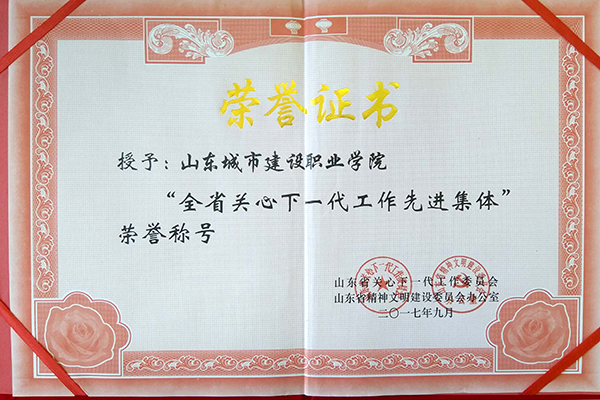 荣誉证书
授予：山东城市建设职业学院
“全省关心下一代工作先进集体”
荣誉称号
山东省关心下一代工作委员会
山东省精神文明建设委员会办公室
二〇一七年九月